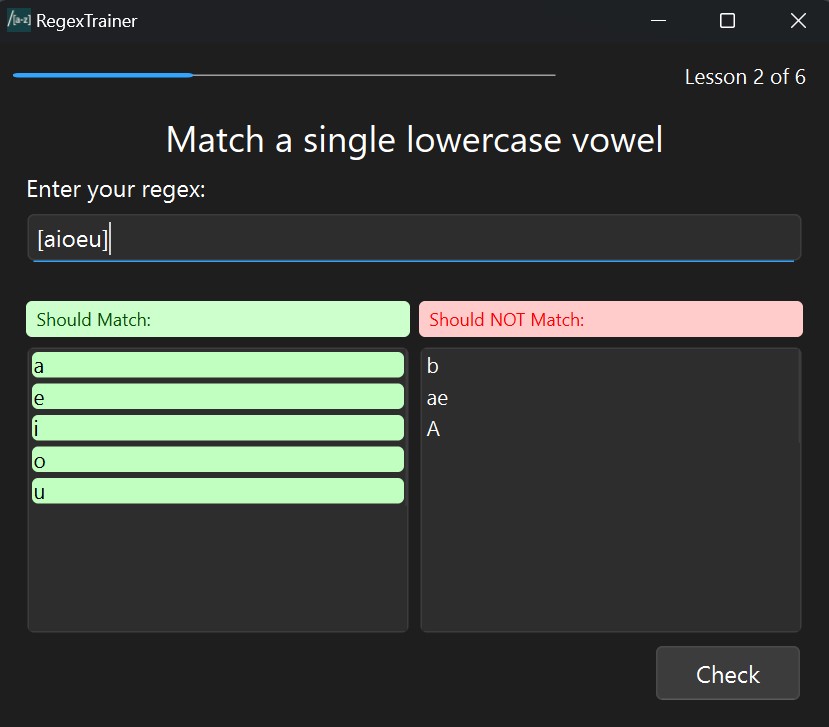 /[a-z] RegexTrainer
Lesson 2 of 6
Match a single lowercase vowel
Enter your regex:
[aioeu]
Should Match:
Should NOT Match:
a
e
i
o
u
b
ae
A
Check